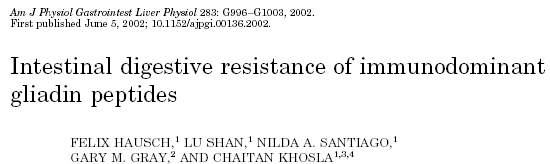 Am J Physiol Gastrointest Liver Physiol 283: G996–G1003, 2002.
First published June 5, 2002; 10.1152/ajpgi.00136.2002.
Intestinal digestive resistance of immunodominant
gliadin peptides
FELIX HAUSCH,¹ LU SHAN,¹ NILDA A. SANTIAGO,¹
GARY M. GRAY,² AND CHAITAN KHOSLA¹,³,⁴